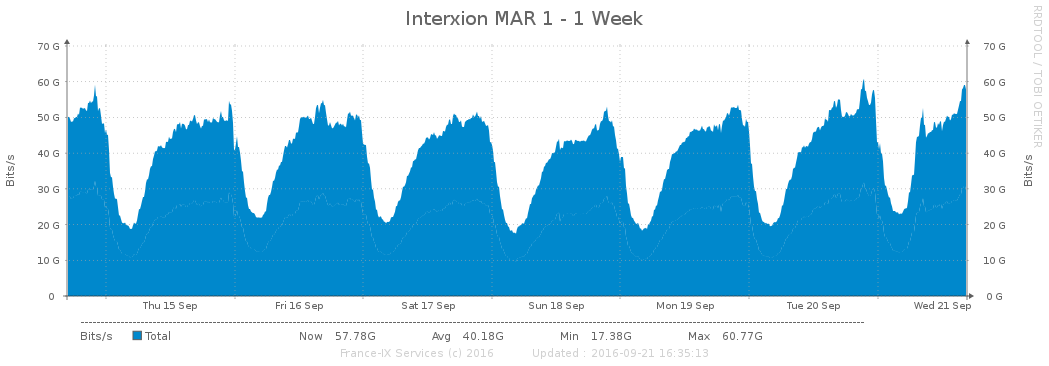 Interxion MAR 1 - 1 Week
RRDTOOL / TOBI OETIKER
Bits/s
70 G 70 G
60 G 60 G
50 G 50 G
40 G 40 G
30 G 30 G
20 G 20 G
10 G 10 G
0 0 G
Bits/s
Thu 15 Sep Fri 16 Sep Sat 17 Sep Sun 18 Sep Mon 19 Sep Tue 20 Sep Wed 21 Sep
Bits/s Total Now 57.78G Avg 40.18G Min 17.38G Max 60.77G
France-IX Services (c) 2016 Updated : 2016-09-21 16:35:13